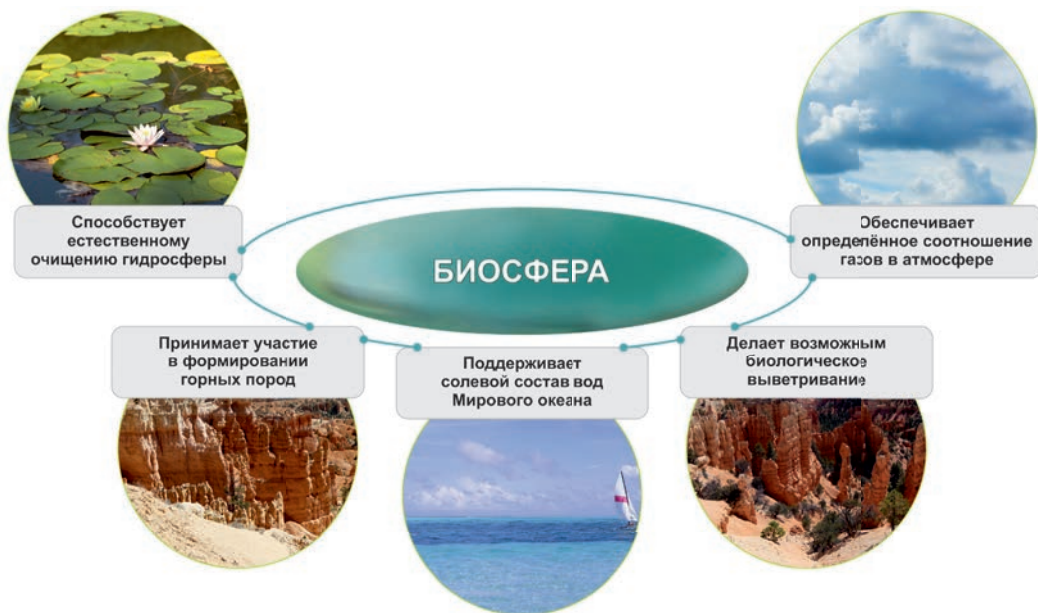 Способствует
естественному
очищению гидросферы
Обеспечивает
определённое соотношение
газов в атмосфере
БИОСФЕРА
Принимает участие
в формировании
горных пород
Поддерживает
солевой состав вод
Мирового океана
Делает возможным
биологическое
выветривание